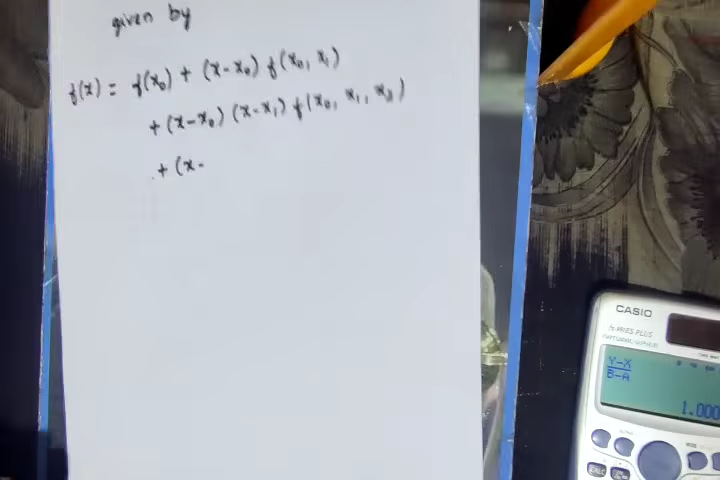 given by
f(x) = f(x₀) + (x-x₀) f(x₀, x₁)
+ (x-x₀) (x-x₁) f(x₀, x₁, x₂)
+ (x-
CASIO
Y-X
B-A
1.000